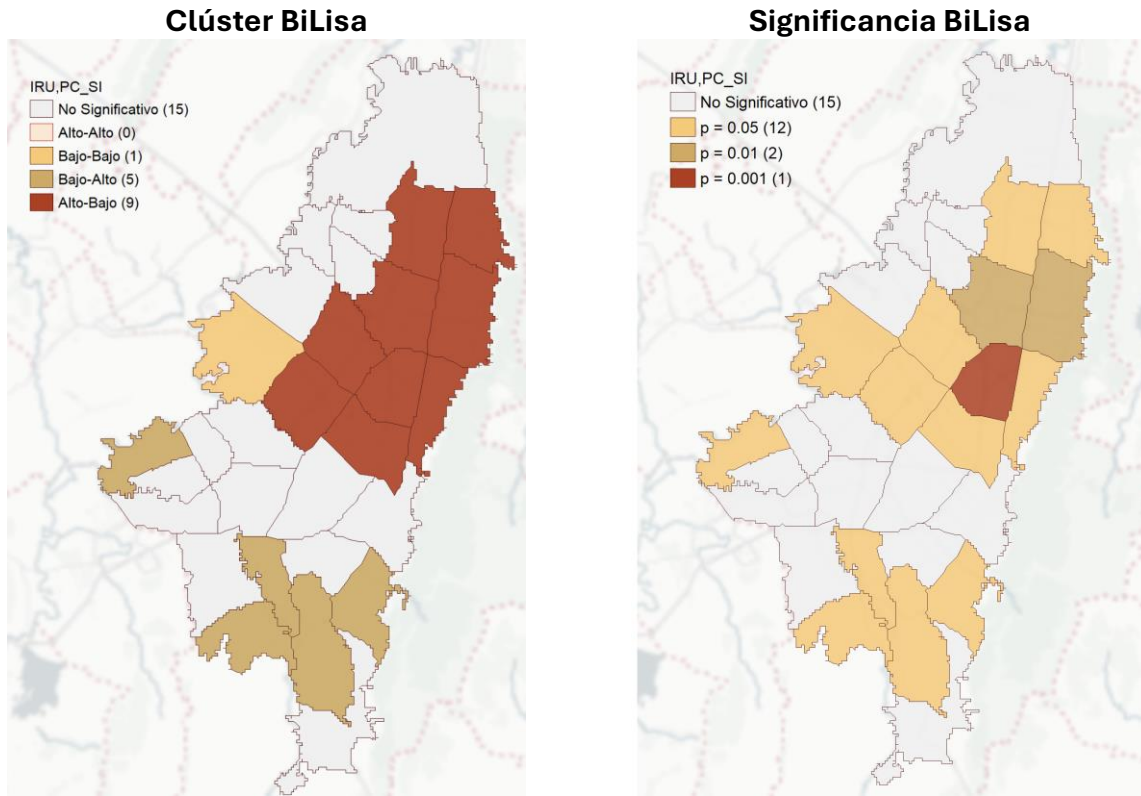 Clúster BiLisa
IRU,PC_SI
No Significativo (15)
Alto-Alto (0)
Bajo-Bajo (1)
Bajo-Alto (5)
Alto-Bajo (9)
Significancia BiLisa
IRU,PC_SI
No Significativo (15)
p = 0.05 (12)
p = 0.01 (2)
p = 0.001 (1)